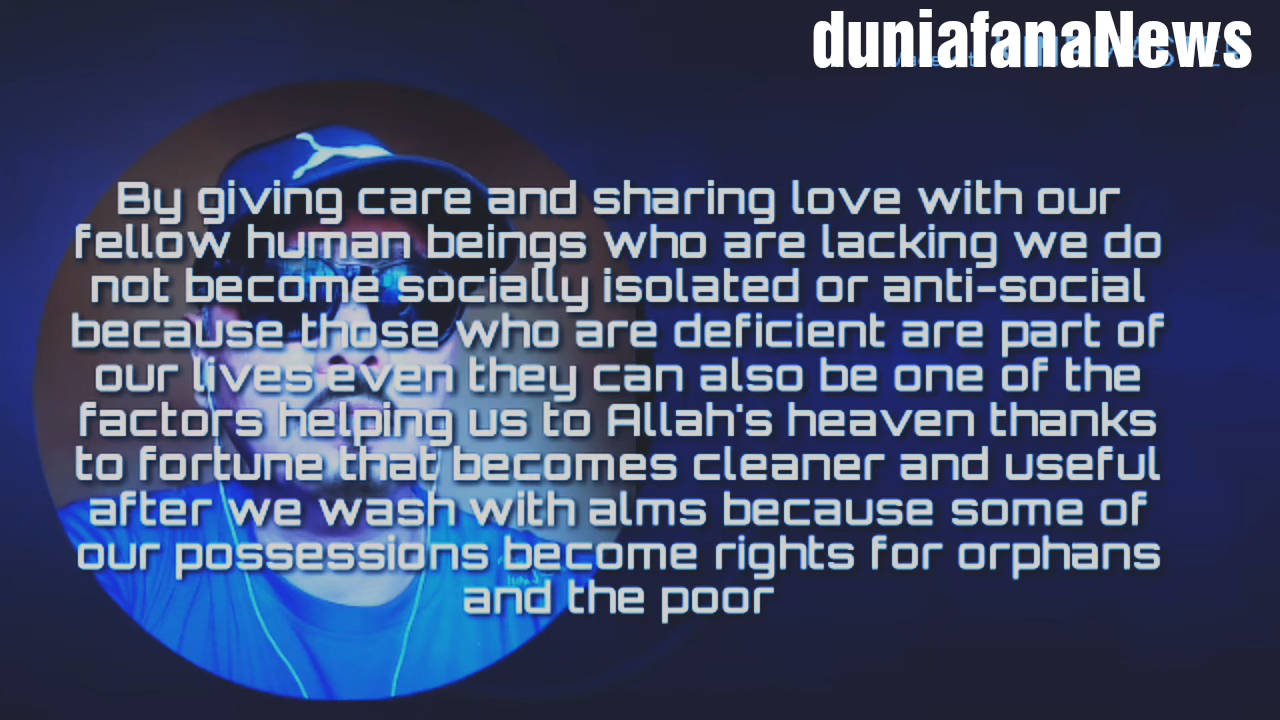 duniafanaNews
By giving care and sharing love with our
fellow human beings who are lacking we do
not become socially isolated or anti-social
because those who are deficient are part of
our lives even they can also be one of the
factors helping us to Allah's heaven thanks
to fortune that becomes cleaner and useful
after we wash with alms because some of
our possessions become rights for orphans
and the poor